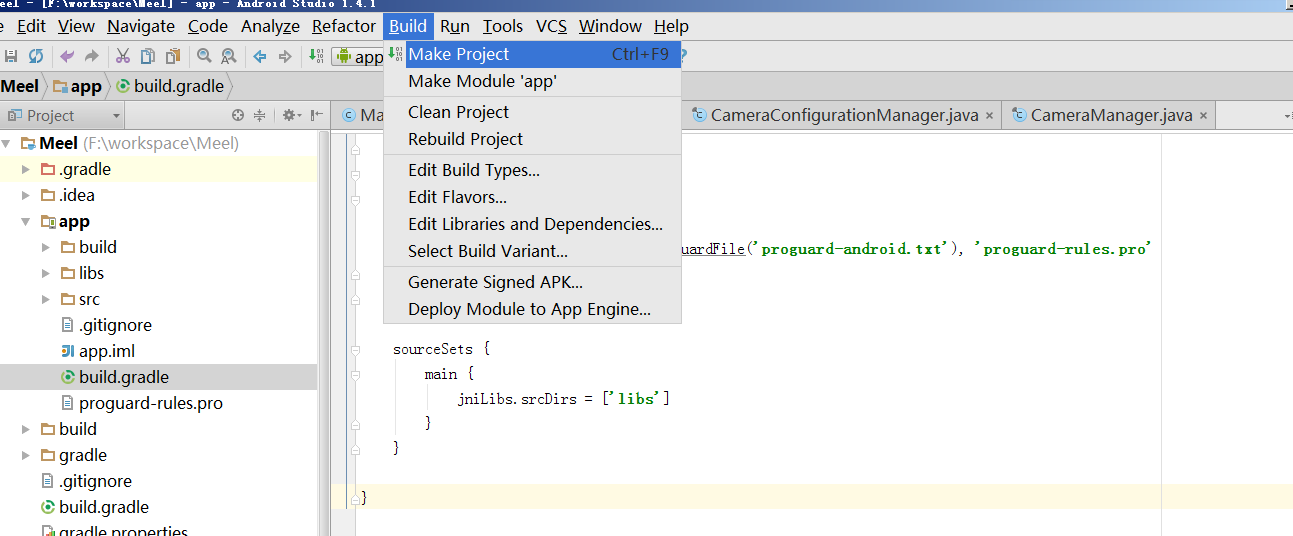 Meel - [F:\workspace\Meel] - app - Android Studio 1.4.1
Edit View Navigate Code Analyze Refactor Build Run Tools VCS Window Help
app
Meel app build.gradle
Project
CameraConfigurationManager.java
CameraManager.java
Make Project Ctrl+F9
Make Module 'app'
Clean Project
Rebuild Project
Edit Build Types...
Edit Flavors...
Edit Libraries and Dependencies...
Select Build Variant...
Generate Signed APK...
Deploy Module to App Engine...
Meel (F:\workspace\Meel)
.gradle
.idea
app
build
libs
src
.gitignore
app.iml
build.gradle
proguard-rules.pro
build
gradle
.gitignore
build.gradle
gradle.properties
uardFile('proguard-android.txt'), 'proguard-rules.pro'
sourceSets {
main {
jniLibs.srcDirs = ['libs']
}
}
}